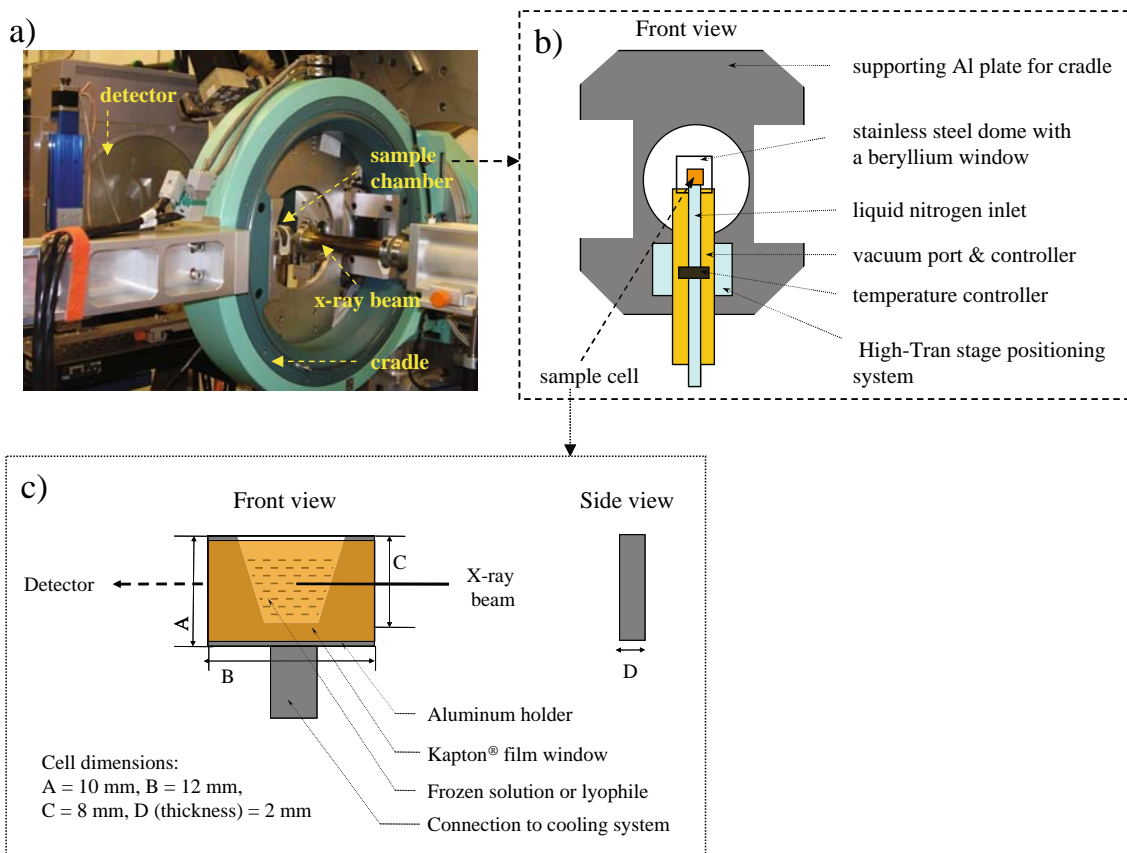 a)
detector
sample
chamber
x-ray beam
cradle
b)
Front view
supporting Al plate for cradle
stainless steel dome with
a beryllium window
liquid nitrogen inlet
vacuum port & controller
temperature controller
High-Tran stage positioning
system
sample cell
c)
Front view
Side view
C
Detector
X-ray
beam
A
B
D
Aluminum holder
Kapton® film window
Frozen solution or lyophile
Connection to cooling system
Cell dimensions:
A = 10 mm, B = 12 mm,
C = 8 mm, D (thickness) = 2 mm